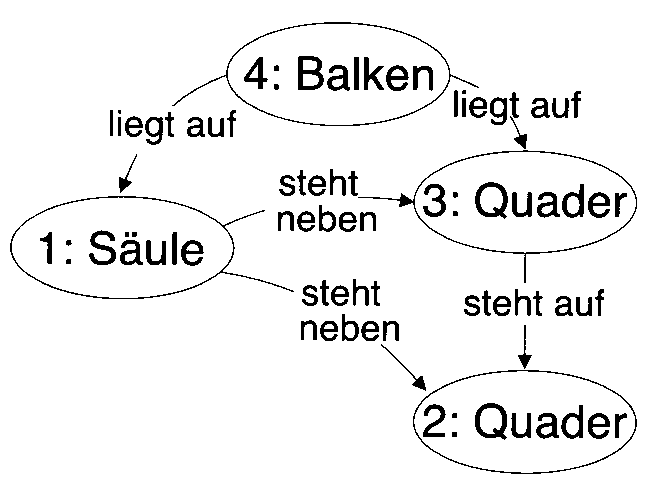 4: Balken
liegt auf
liegt auf
steht
neben
3: Quader
1: Säule
steht
neben
steht auf
2: Quader